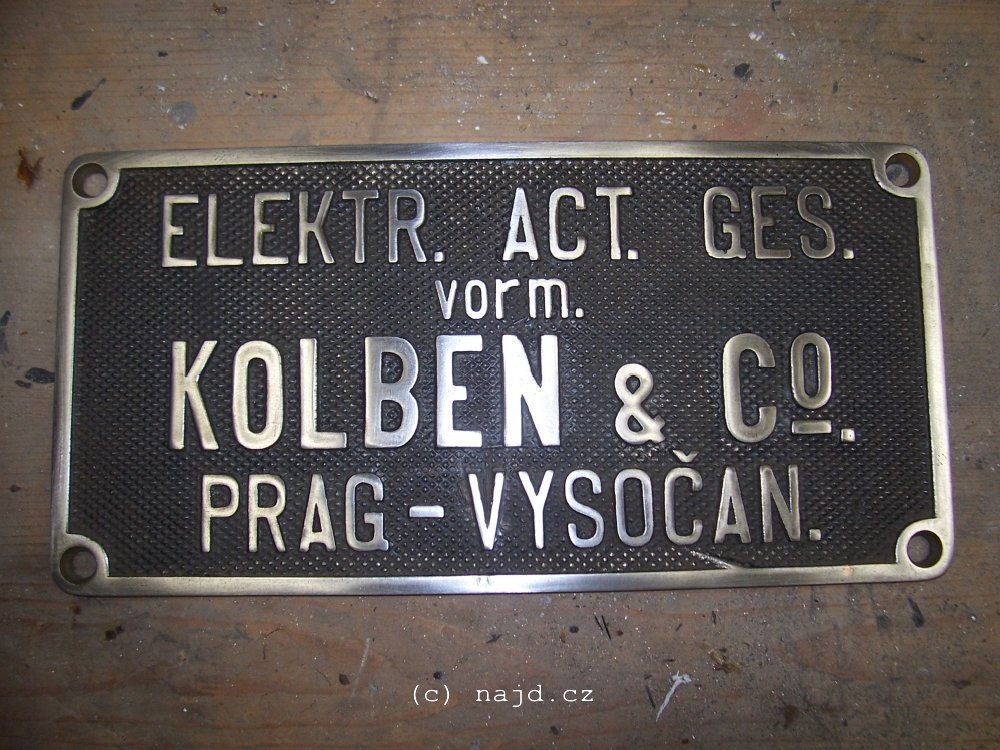 ELEKTR. ACT. GES.
vorm.
KOLBEN & Cº.
PRAG-VYSOČAN.
(c) najd.cz